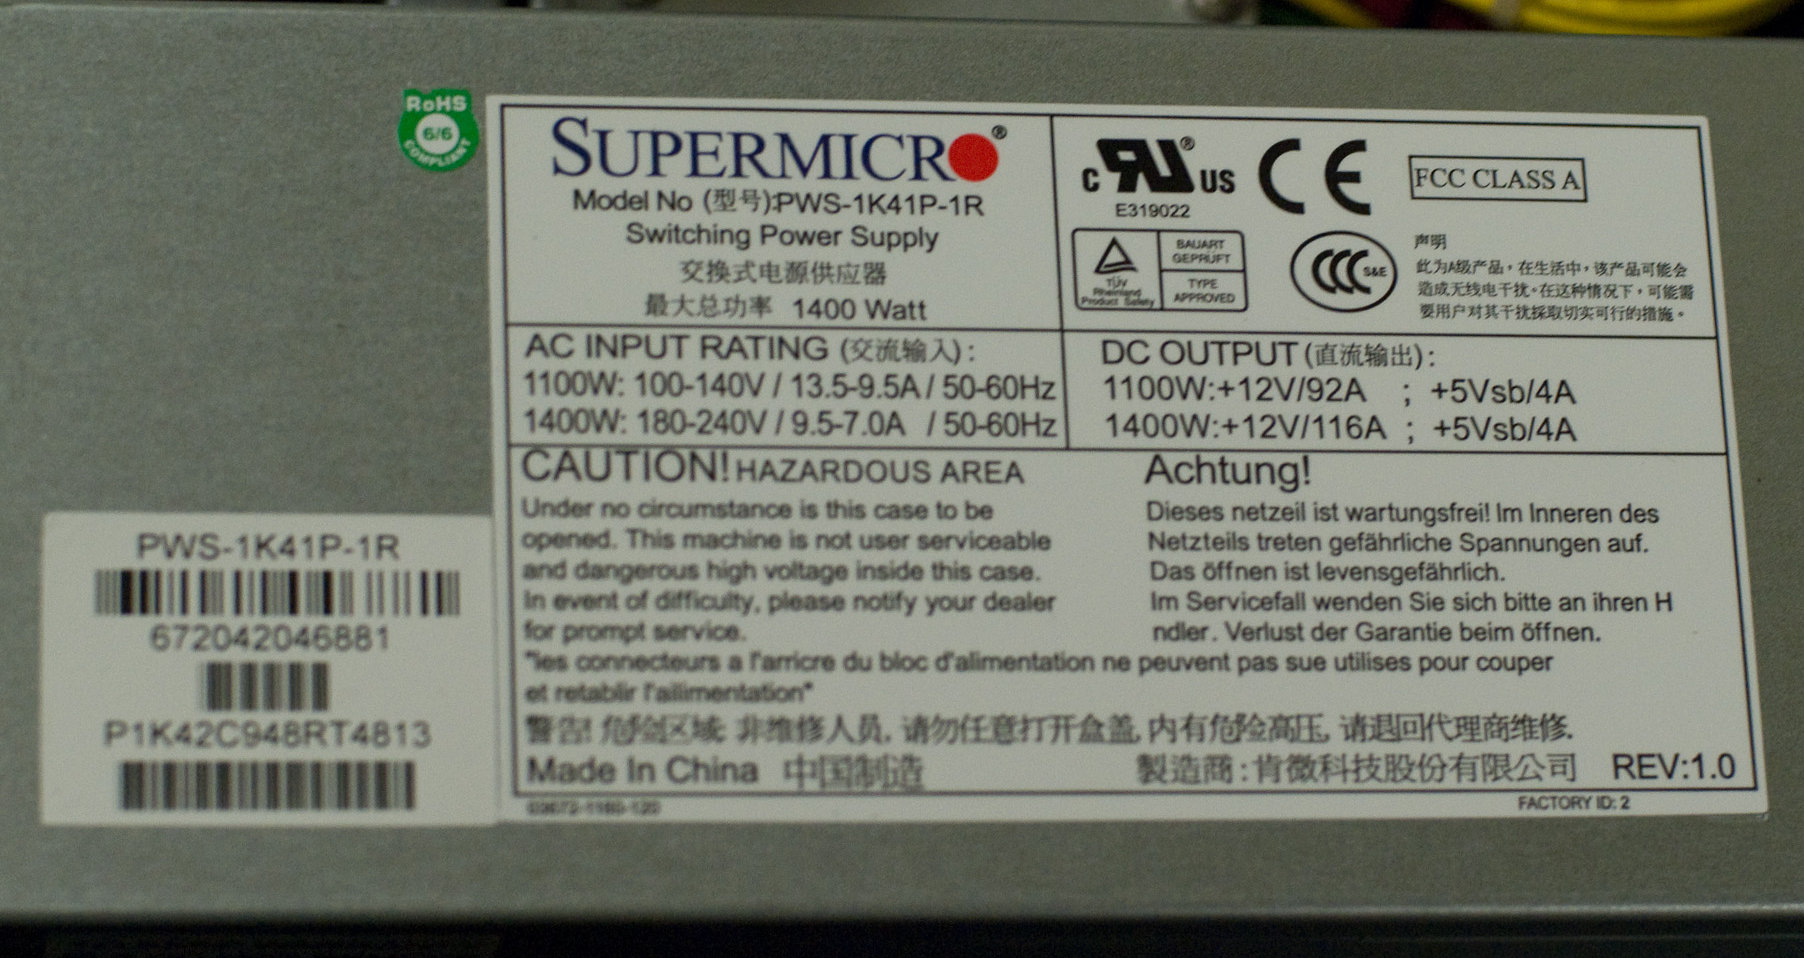 RoHS
6/6
COMPLIANT
SUPERMICRO®
Model No (型号):PWS-1K41P-1R
Switching Power Supply
交换式电源供应器
最大总功率 1400 Watt
c RU® US
E319022
CE
FCC CLASS A
TÜV
Rheinland
Product Safety
BAUART
GEPRÜFT
TYPE
APPROVED
CCC S&E
声明
此为A级产品，在生活中，该产品可能会
造成无线电干扰。在这种情况下，可能需
要用户对其干扰采取切实可行的措施。
AC INPUT RATING (交流输入):
1100W: 100-140V / 13.5-9.5A / 50-60Hz
1400W: 180-240V / 9.5-7.0A / 50-60Hz
DC OUTPUT (直流输出):
1100W:+12V/92A ; +5Vsb/4A
1400W:+12V/116A ; +5Vsb/4A
CAUTION! HAZARDOUS AREA
Under no circumstance is this case to be
opened. This machine is not user serviceable
and dangerous high voltage inside this case.
In event of difficulty, please notify your dealer
for prompt service.
Achtung!
Dieses netzeil ist wartungsfrei! Im Inneren des
Netzteils treten gefährliche Spannungen auf.
Das öffnen ist levensgefährlich.
Im Servicefall wenden Sie sich bitte an ihren H
ndler. Verlust der Garantie beim öffnen.
"les connecteurs a l'arricre du bloc d'alimentation ne peuvent pas sue utilises pour couper
et retablir l'ailimentation"
警告! 危险区域 非维修人员, 请勿任意打开盒盖, 内有危险高压, 请退回代理商维修.
Made In China 中国制造
製造商:肯微科技股份有限公司 REV:1.0
FACTORY ID: 2
PWS-1K41P-1R
672042046881
P1K42C948RT4813